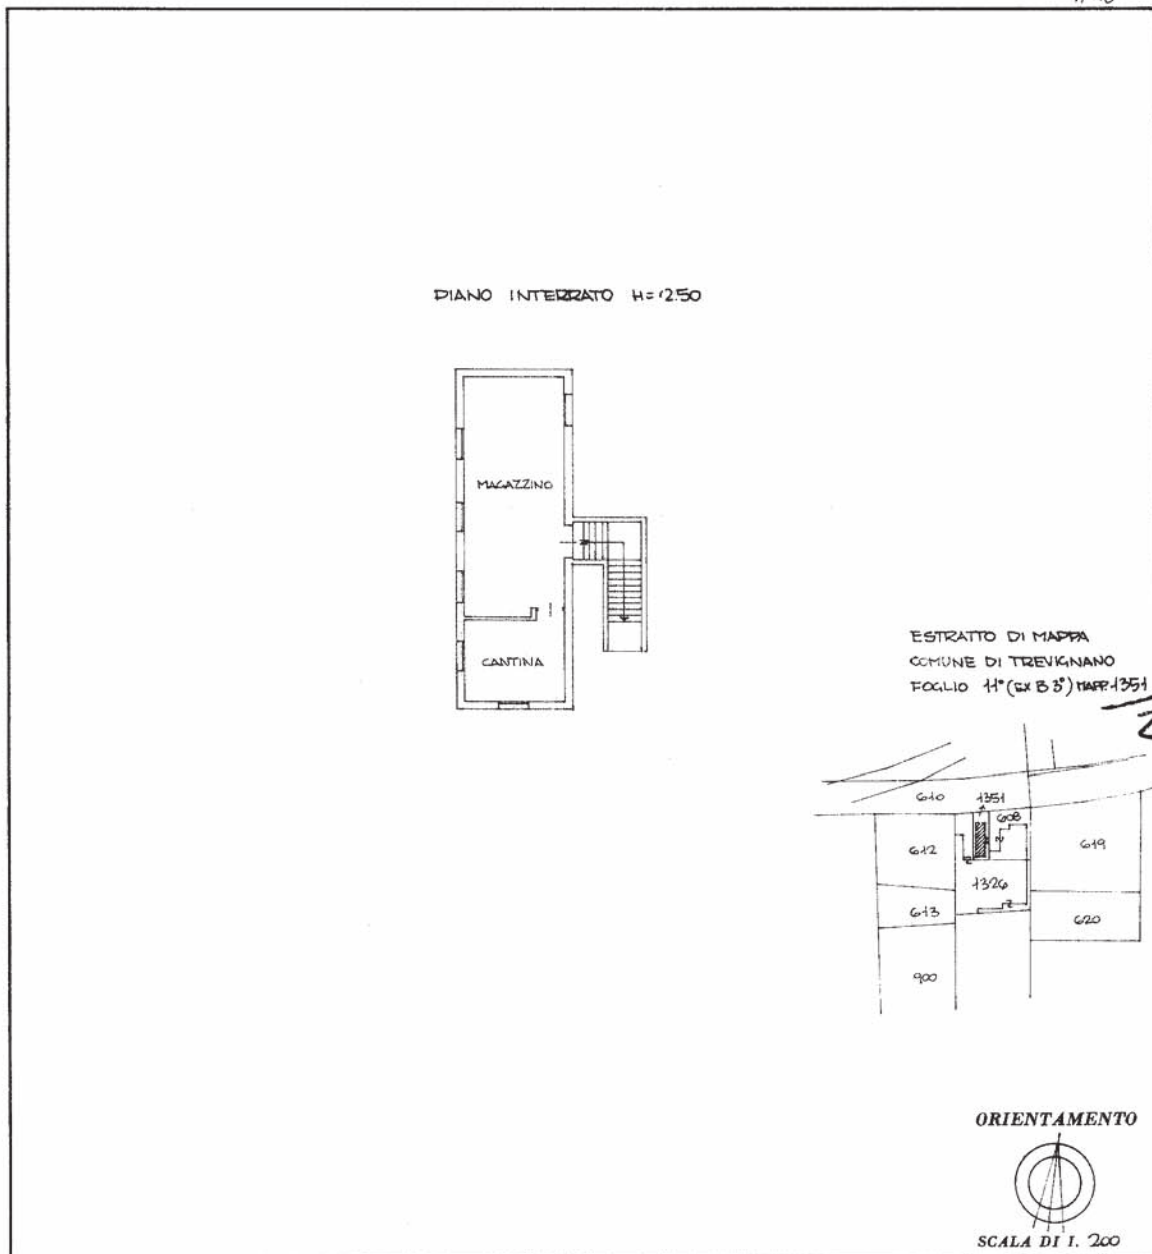 DIANO INTERRATO H=2.50
MAGAZZINO
CANTINA
ESTRATTO DI MAPPA
COMUNE DI TREVIGNANO
FOGLIO 11° (EX B 3°) MAPP. 1351
610 1351
608
612
619
1326
613
620
900
ORIENTAMENTO
SCALA DI 1. 200